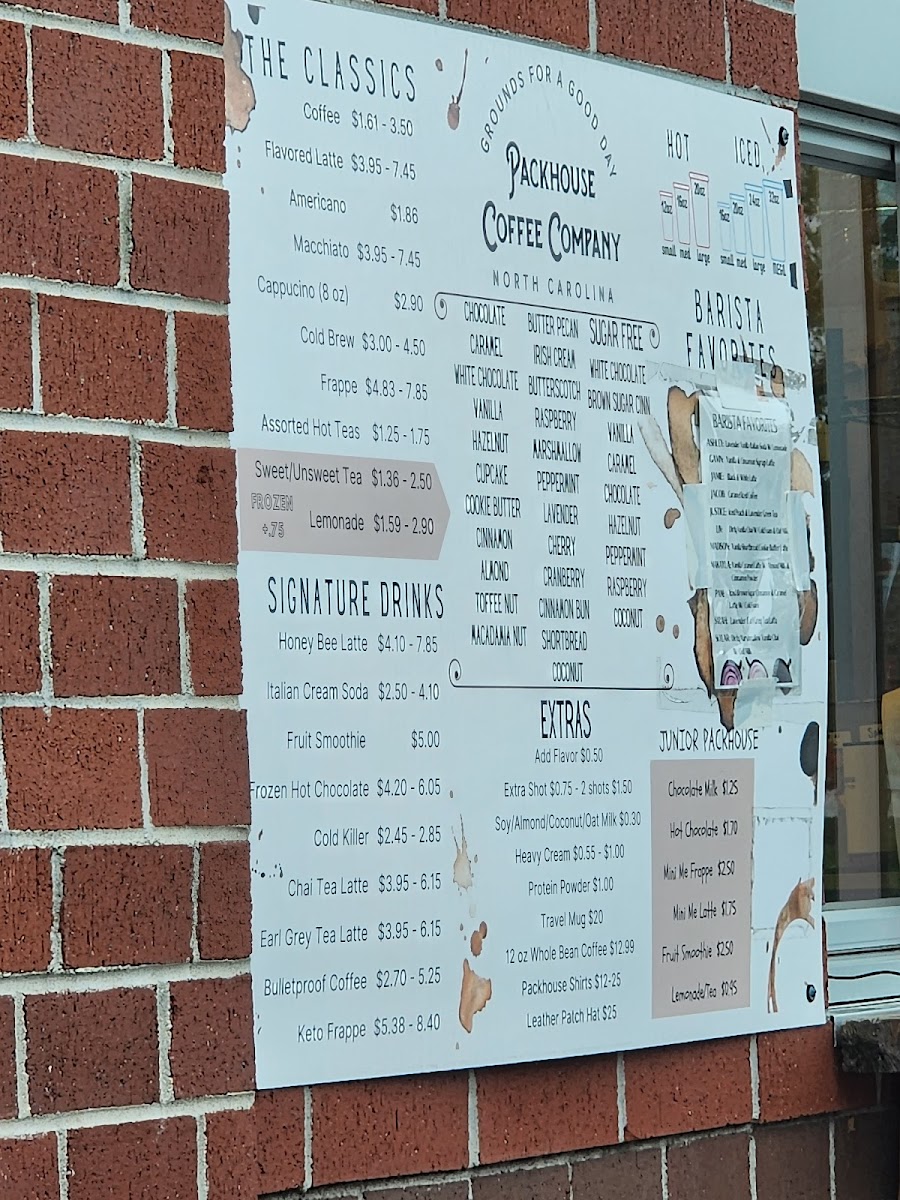 THE CLASSICS
Coffee $1.61 - 3.50
Flavored Latte $3.95 - 7.45
Americano $1.86
Macchiato $3.95 - 7.45
Cappucino (8 oz) $2.90
Cold Brew $3.00 - 4.50
Frappe $4.83 - 7.85
Assorted Hot Teas $1.25 - 1.75
Sweet/Unsweet Tea $1.36 - 2.50
FROZEN
+.75
Lemonade $1.59 - 2.90
SIGNATURE DRINKS
Honey Bee Latte $4.10 - 7.85
Italian Cream Soda $2.50 - 4.10
Fruit Smoothie $5.00
Frozen Hot Chocolate $4.20 - 6.05
Cold Killer $2.45 - 2.85
Chai Tea Latte $3.95 - 6.15
Earl Grey Tea Latte $3.95 - 6.15
Bulletproof Coffee $2.70 - 5.25
Keto Frappe $5.38 - 8.40
GROUNDS FOR A GOOD DAY
PACKHOUSE
COFFEE COMPANY
NORTH CAROLINA
CHOCOLATE
CARAMEL
WHITE CHOCOLATE
VANILLA
HAZELNUT
CUPCAKE
COOKIE BUTTER
CINNAMON
ALMOND
TOFFEE NUT
MACADAMIA NUT
BUTTER PECAN
IRISH CREAM
BUTTERSCOTCH
RASPBERRY
MARSHMALLOW
PEPPERMINT
LAVENDER
CHERRY
CRANBERRY
CINNAMON BUN
SHORTBREAD
COCONUT
SUGAR FREE
WHITE CHOCOLATE
BROWN SUGAR CINN
VANILLA
CARAMEL
CHOCOLATE
HAZELNUT
PEPPERMINT
RASPBERRY
COCONUT
EXTRAS
Add Flavor $0.50
Extra Shot $0.75 - 2 shots $1.50
Soy/Almond/Coconut/Oat Milk $0.30
Heavy Cream $0.55 - $1.00
Protein Powder $1.00
Travel Mug $20
12 oz Whole Bean Coffee $12.99
Packhouse Shirts $12-25
Leather Patch Hat $25
HOT ICED
12oz 16oz 20oz 16oz 20oz 24oz 32oz
small med large small med large MEGA
BARISTA
FAVORITES
BARISTA FAVORITES
JUNIOR PACKHOUSE
Chocolate Milk $1.25
Hot Chocolate $1.70
Mini Me Frappe $2.50
Mini Me Latte $1.75
Fruit Smoothie $2.50
Lemonade/Tea $0.95